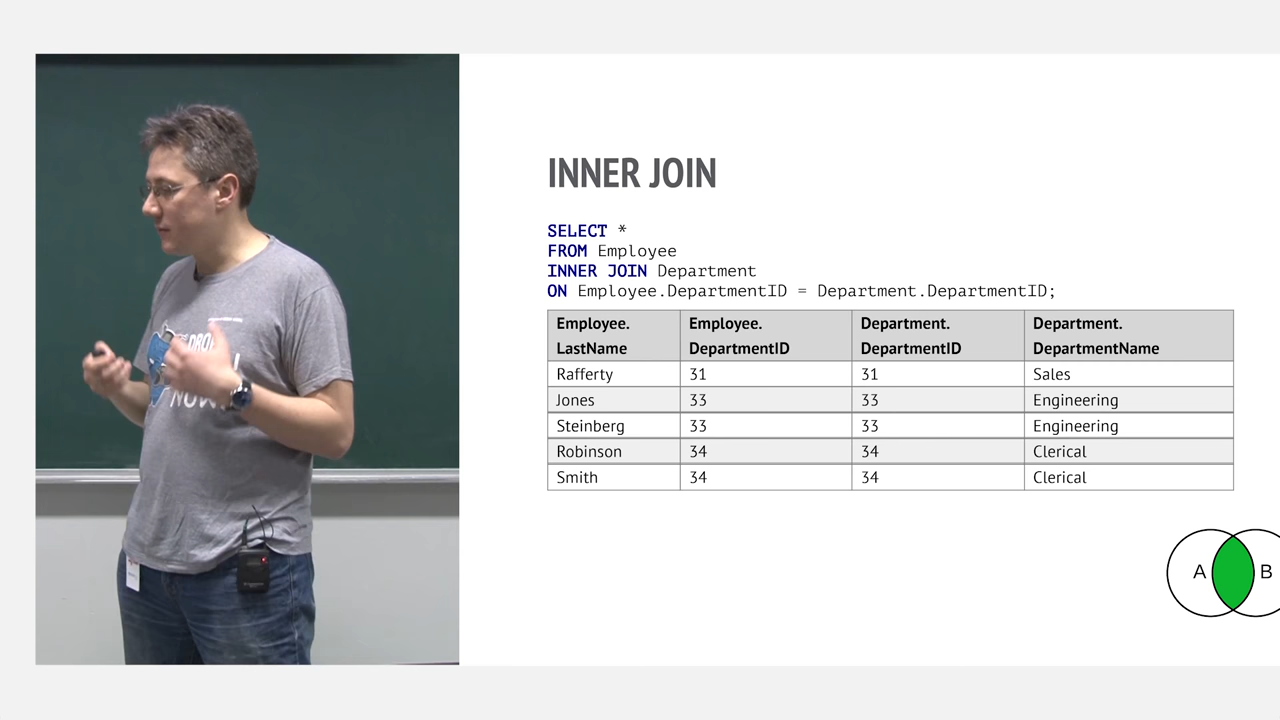 INNER JOIN
SELECT *
FROM Employee
INNER JOIN Department
ON Employee.DepartmentID = Department.DepartmentID;
Employee. LastName Employee. DepartmentID Department. DepartmentID Department. DepartmentName
Rafferty 31 31 Sales
Jones 33 33 Engineering
Steinberg 33 33 Engineering
Robinson 34 34 Clerical
Smith 34 34 Clerical
A B